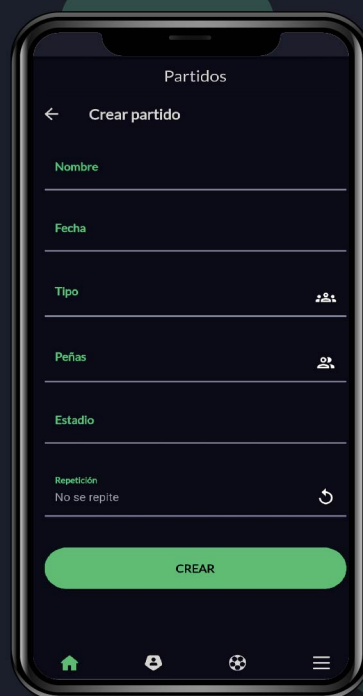 Partidos
Crear partido
Nombre
Fecha
Tipo
Peñas
Estadio
Repetición
No se repite
CREAR